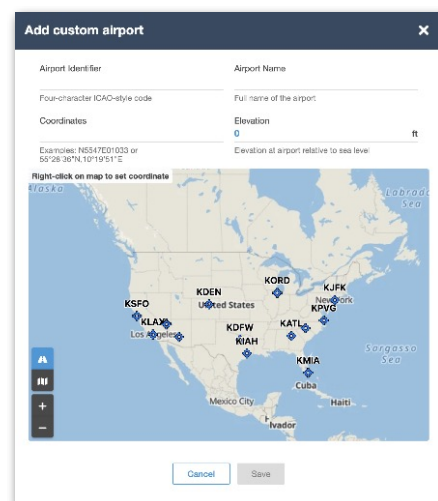 Add custom airport
Airport Identifier
Airport Name
Four-character ICAO-style code
Full name of the airport
Coordinates
Elevation
0 ft
Examples: N5547E01033 or
55°26'36"N,10°19'51"E
Elevation at airport relative to sea level
Right-click on map to set coordinate
Alaska
Labrador
Sea
KORD
KDEN
KJFK
United States
New York
KSFO
KPVG
KLAX
KATL
KDFW
Los Angeles
KIAH
Sargasso
Sea
KMIA
Cuba
Mexico City
Haiti
lvador
+
−
Cancel
Save